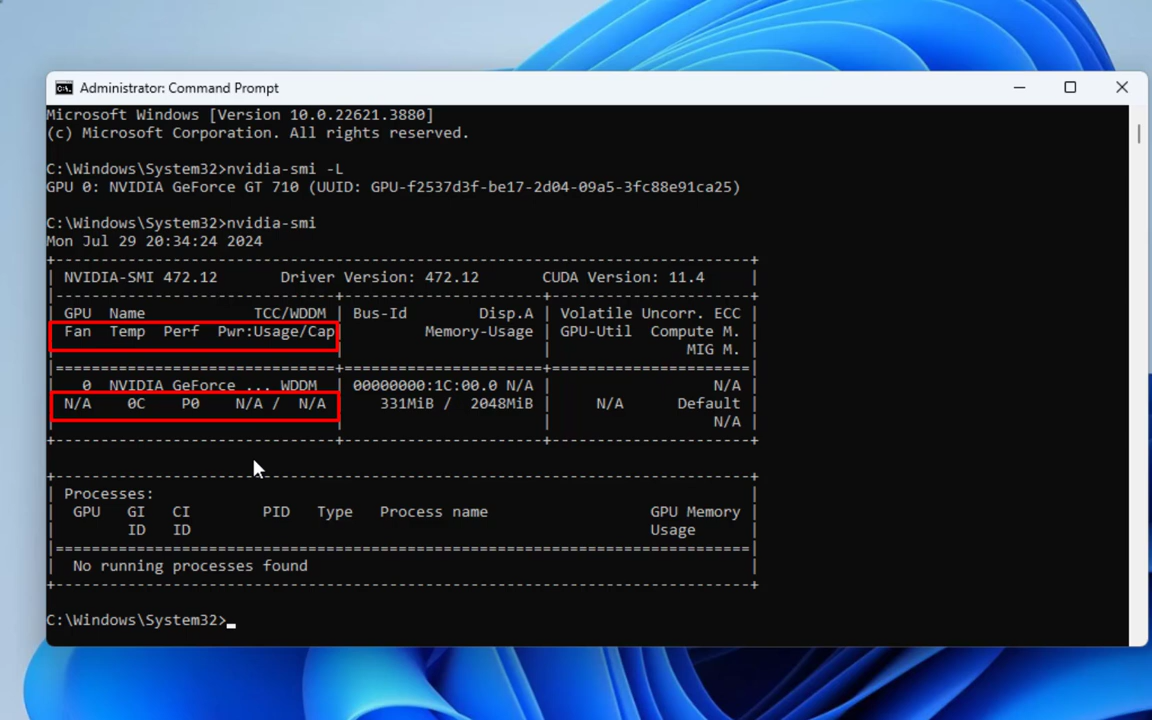 Administrator: Command Prompt
Microsoft Windows [Version 10.0.22621.3880]
(c) Microsoft Corporation. All rights reserved.
C:\Windows\System32>nvidia-smi -L
GPU 0: NVIDIA GeForce GT 710 (UUID: GPU-f2537d3f-be17-2d04-09a5-3fc88e91ca25)
C:\Windows\System32>nvidia-smi
Mon Jul 29 20:34:24 2024
+-----------------------------------------------------------------------------+
| NVIDIA-SMI 472.12       Driver Version: 472.12       CUDA Version: 11.4     |
|-------------------------------+----------------------+----------------------+
| GPU  Name            TCC/WDDM | Bus-Id        Disp.A | Volatile Uncorr. ECC |
| Fan  Temp  Perf  Pwr:Usage/Cap|         Memory-Usage | GPU-Util  Compute M. |
|                               |                      |               MIG M. |
|===============================+======================+======================|
|   0  NVIDIA GeForce ... WDDM  | 00000000:1C:00.0 N/A |                  N/A |
| N/A    0C    P0    N/A /  N/A |    331MiB /  2048MiB |     N/A      Default |
|                               |                      |                  N/A |
+-------------------------------+----------------------+----------------------+
+-----------------------------------------------------------------------------+
| Processes:                                                                  |
|  GPU   GI   CI        PID   Type   Process name                  GPU Memory |
|        ID   ID                                                   Usage      |
|=============================================================================|
|  No running processes found                                                 |
+-----------------------------------------------------------------------------+
C:\Windows\System32>